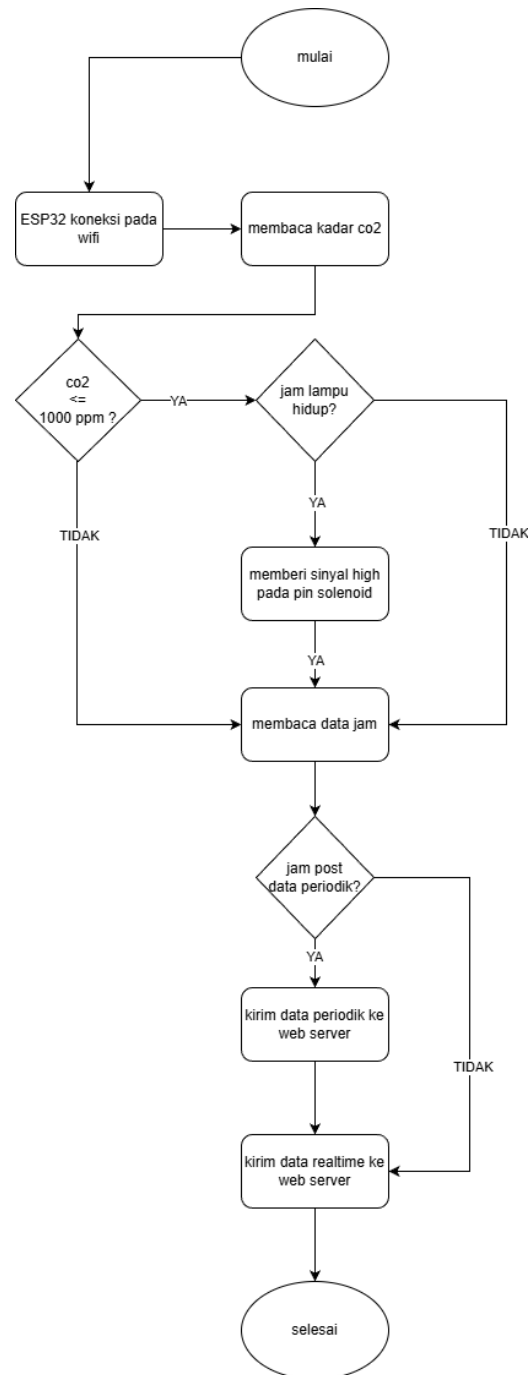 mulai
ESP32 koneksi pada
wifi
membaca kadar co2
co2
<=
1000 ppm ?
YA
jam lampu
hidup?
YA
TIDAK
TIDAK
memberi sinyal high
pada pin solenoid
YA
membaca data jam
jam post
data periodik?
YA
kirim data periodik ke
web server
TIDAK
kirim data realtime ke
web server
selesai